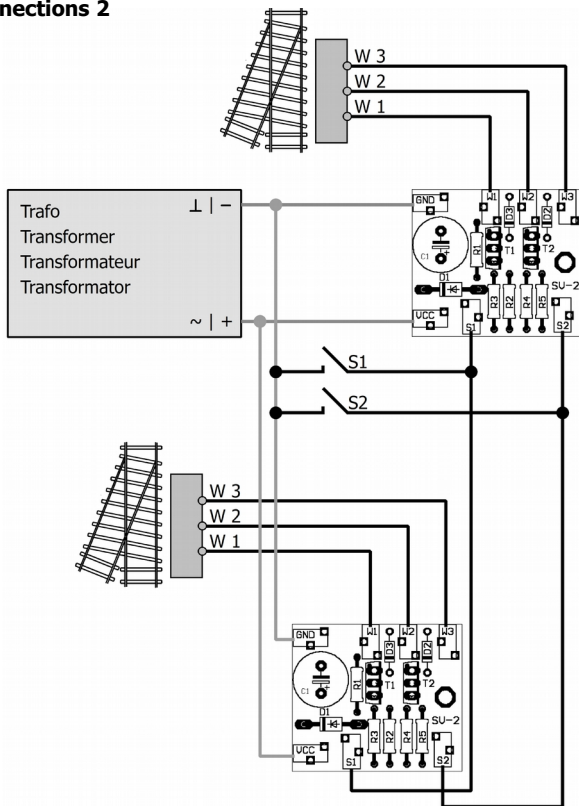 nnections 2
W 3
W 2
W 1
Trafo
Transformer
Transformateur
Transformator
⊥ | −
~ | +
GND
W1
W2
W3
D3
D2
C1
+
R1
T1
T2
D1
R3
R2
R4
R5
SV-2
VCC
S1
S2
S1
S2
W 3
W 2
W 1
GND
W1
W2
W3
D3
D2
C1
+
R1
T1
T2
D1
R3
R2
R4
R5
SV-2
VCC
S1
S2